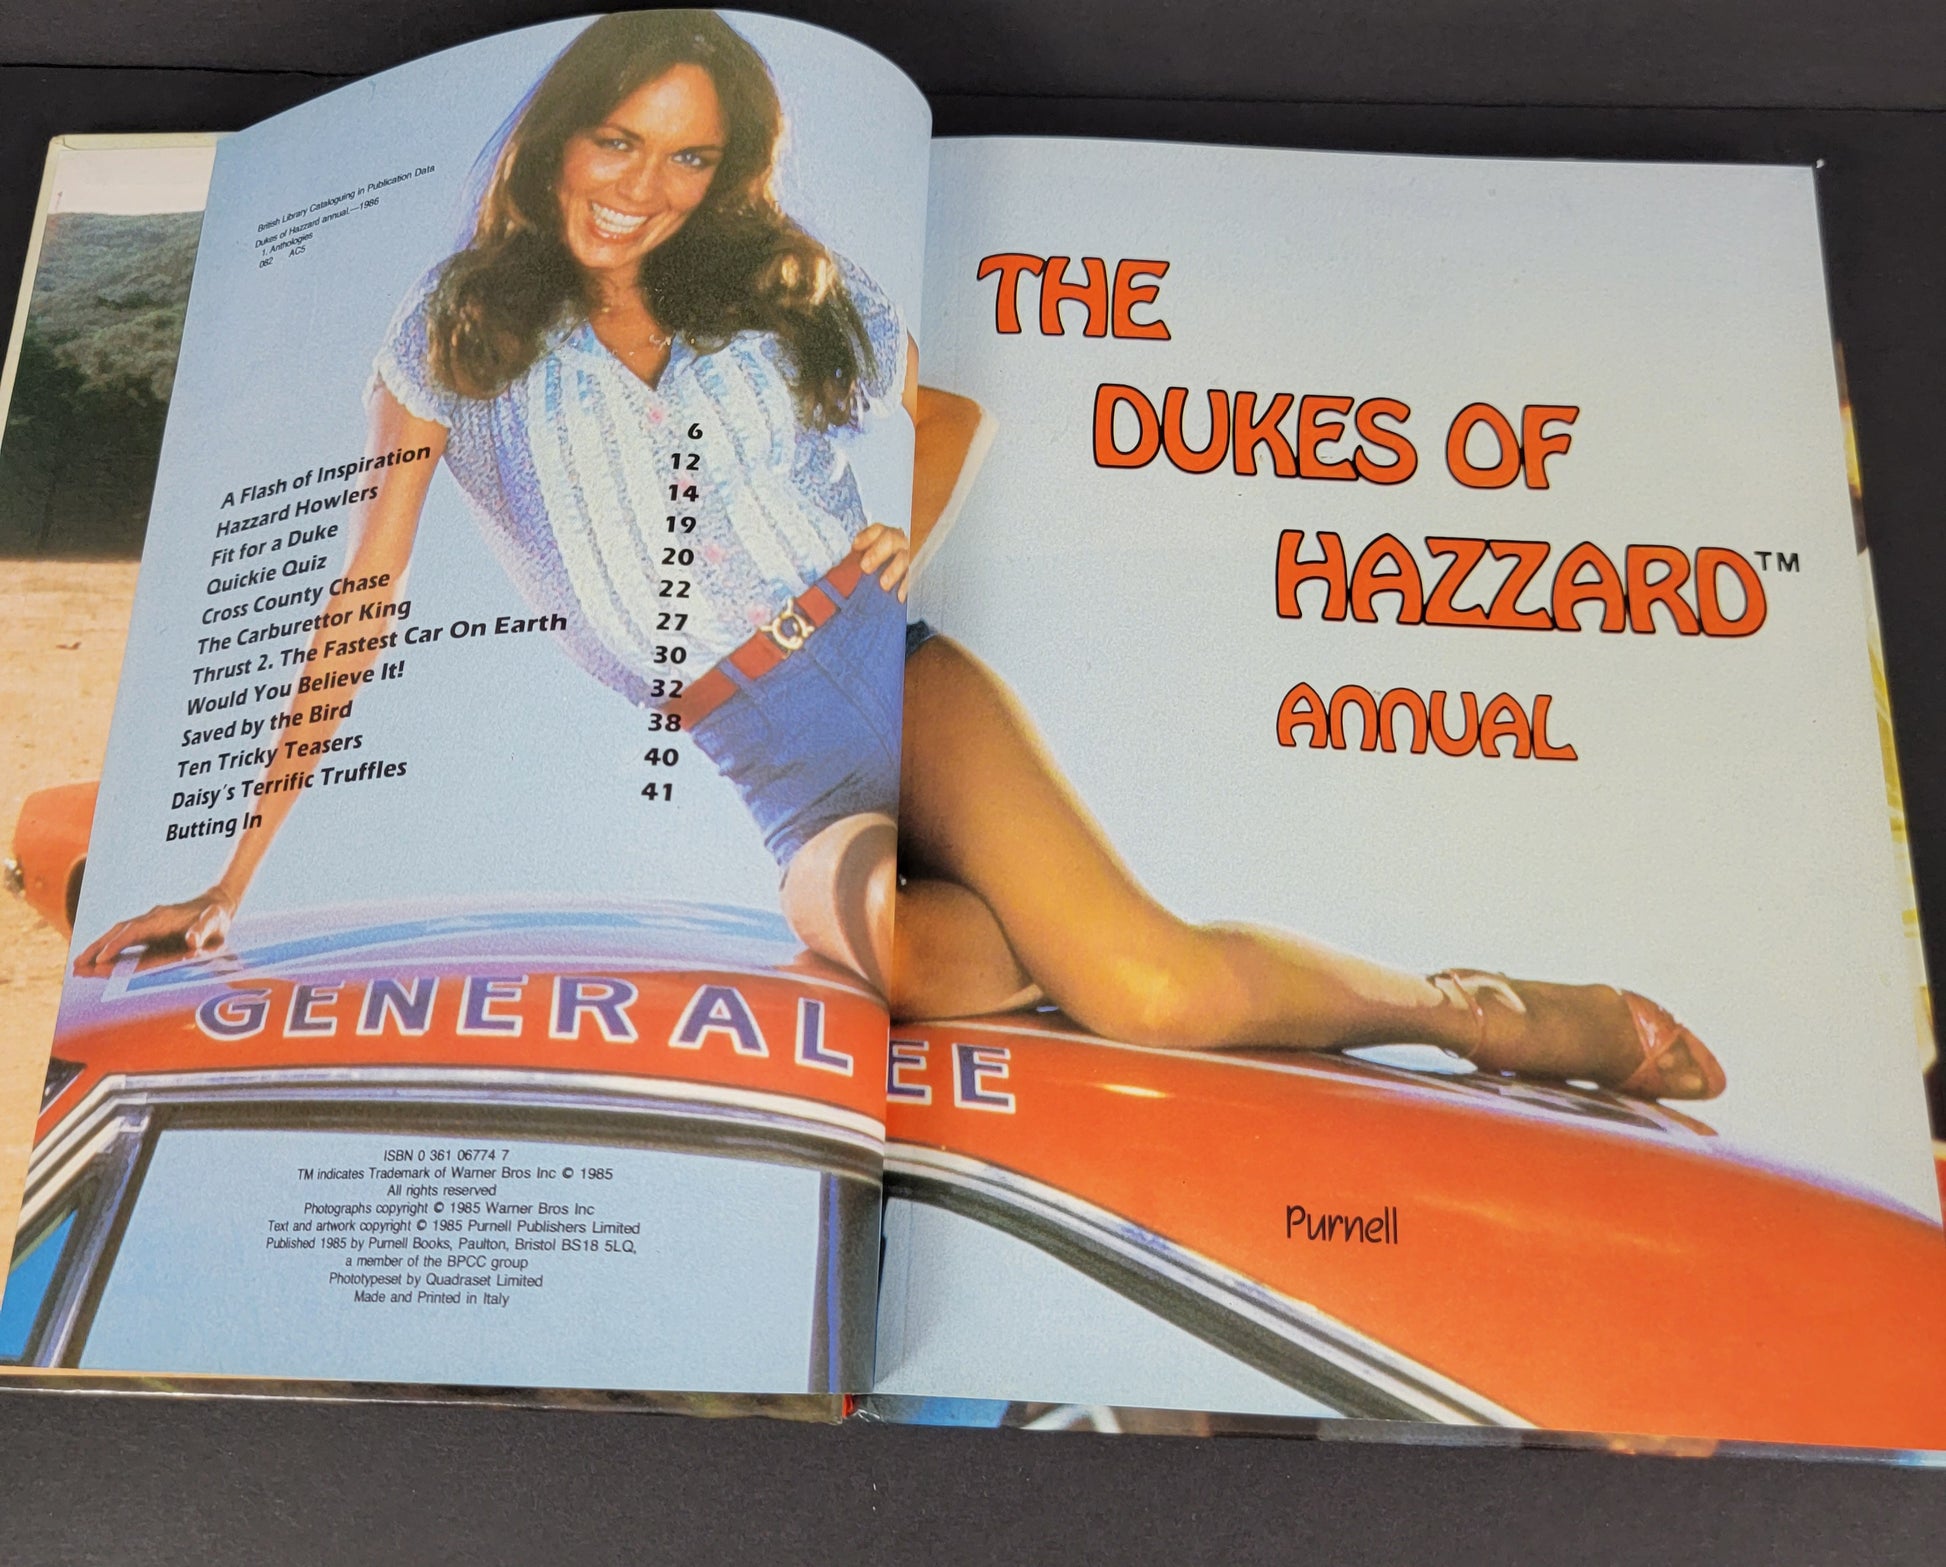 British Library Cataloguing in Publication Data
Dukes of Hazzard annual.—1986
1. Anthologies
082 AC5
A Flash of Inspiration 6
Hazzard Howlers 12
Fit for a Duke 14
Quickie Quiz 19
Cross County Chase 20
The Carburettor King 22
Thrust 2. The Fastest Car On Earth 27
Would You Believe It! 30
Saved by the Bird 32
Ten Tricky Teasers 38
Daisy's Terrific Truffles 40
Butting In 41
GENERAL EE
ISBN 0 361 06774 7
TM indicates Trademark of Warner Bros Inc © 1985
All rights reserved
Photographs copyright © 1985 Warner Bros Inc
Text and artwork copyright © 1985 Purnell Publishers Limited
Published 1985 by Purnell Books, Paulton, Bristol BS18 5LQ,
a member of the BPCC group
Phototypeset by Quadraset Limited
Made and Printed in Italy
THE
DUKES OF
HAZZARD™
ANNUAL
Purnell